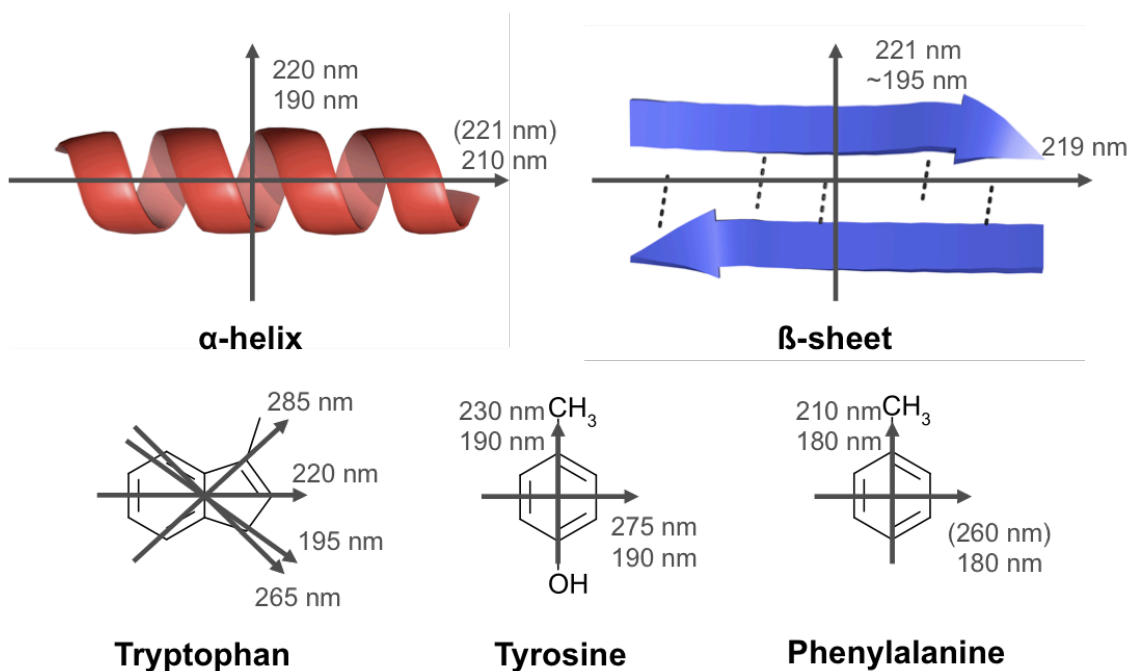 220 nm
190 nm
(221 nm)
210 nm
α-helix
221 nm
~195 nm
219 nm
ß-sheet
285 nm
220 nm
195 nm
265 nm
Tryptophan
230 nm
190 nm
CH3
275 nm
190 nm
OH
Tyrosine
210 nm
180 nm
CH3
(260 nm)
180 nm
Phenylalanine